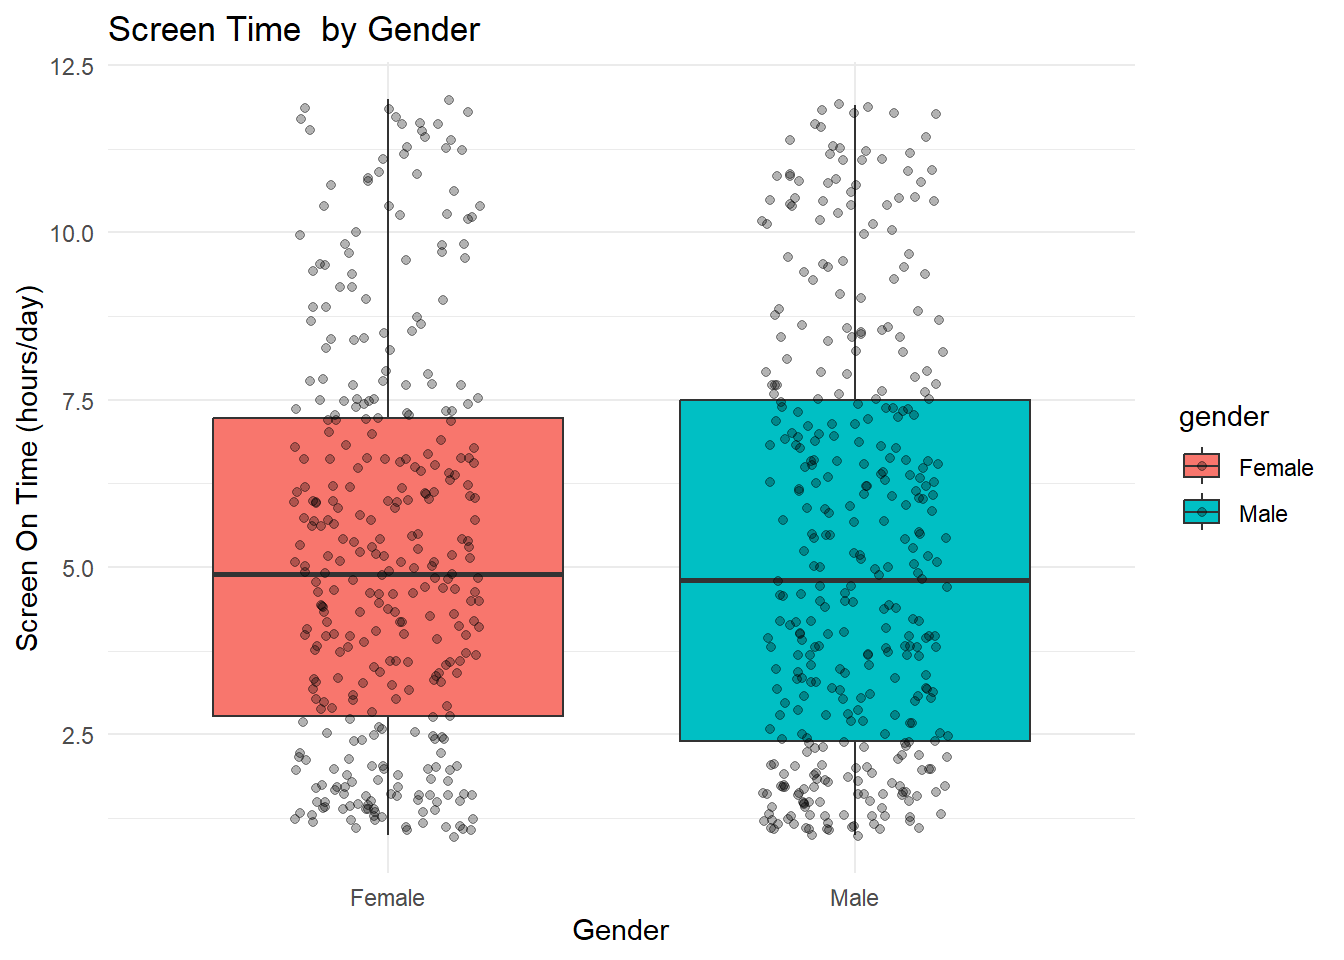 Screen Time  by Gender
Screen On Time (hours/day)
12.5
10.0
7.5
5.0
2.5
Female
Male
Gender
gender
Female
Male